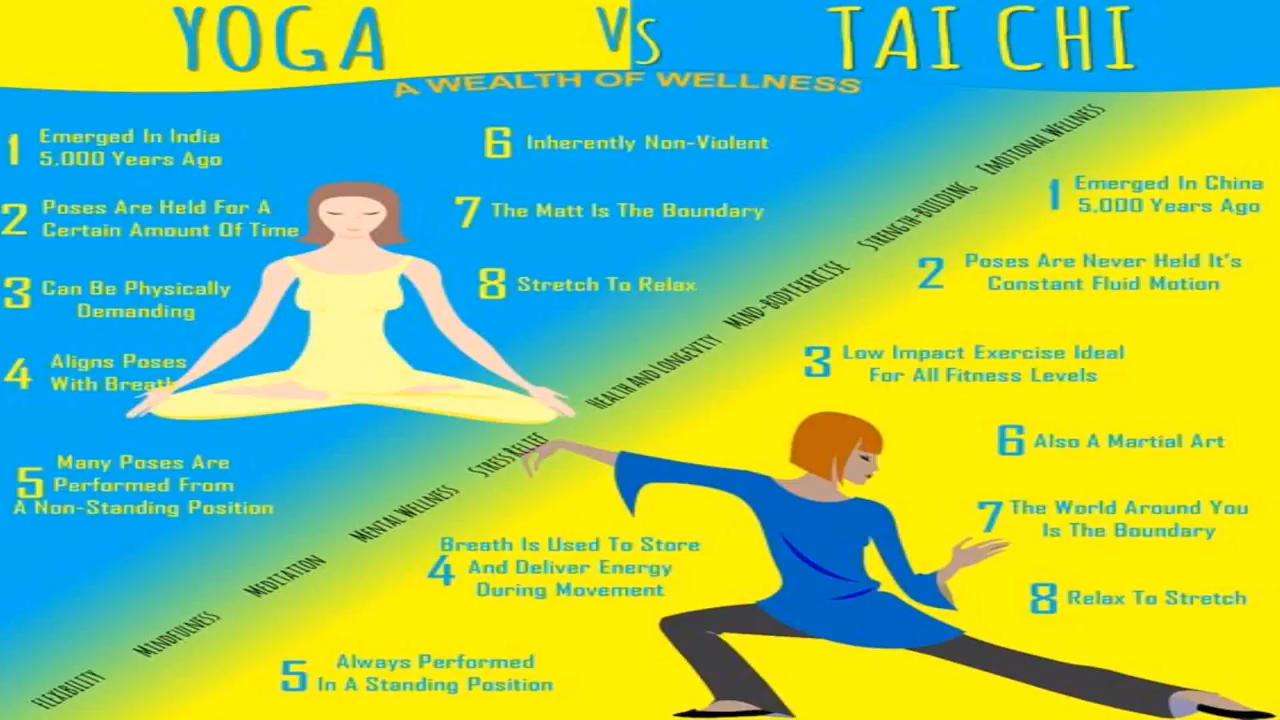 YOGA
VS
TAI CHI
A WEALTH OF WELLNESS
1 Emerged In India
5,000 Years Ago
2 Poses Are Held For A
Certain Amount Of Time
3 Can Be Physically
Demanding
4 Aligns Poses
With Breath
5 Many Poses Are
Performed From
A Non-Standing Position
6 Inherently Non-Violent
7 The Matt Is The Boundary
8 Stretch To Relax
FLEXIBILITY
MINDFULNESS
MEDITATION
MENTAL WELLNESS
STRESS RELIEF
HEALTH AND LONGEVITY
MIND-BODY EXERCISE
STRENGTH-BUILDING
EMOTIONAL WELLNESS
1 Emerged In China
5,000 Years Ago
2 Poses Are Never Held It's
Constant Fluid Motion
3 Low Impact Exercise Ideal
For All Fitness Levels
4 Breath Is Used To Store
And Deliver Energy
During Movement
5 Always Performed
In A Standing Position
6 Also A Martial Art
7 The World Around You
Is The Boundary
8 Relax To Stretch